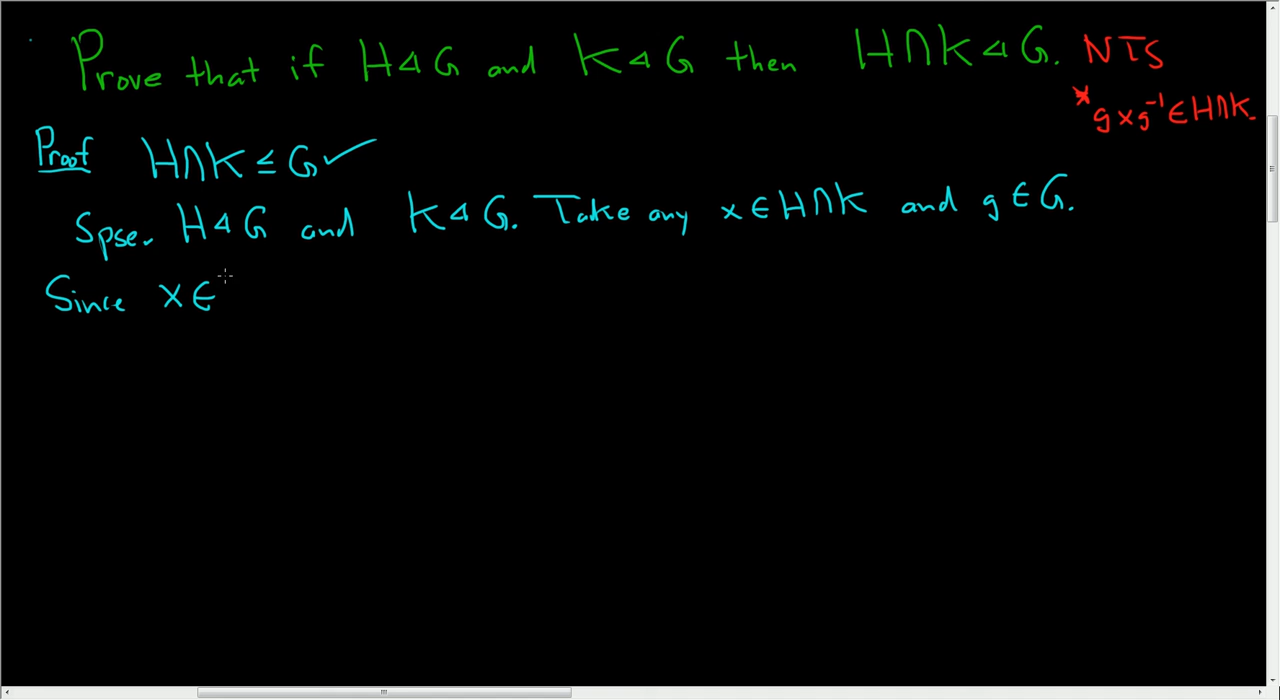 Prove that if H⊲G and K⊲G then H∩K⊲G. NTS
* gxg⁻¹∈H∩K.
Proof H∩K≤G✓
Spse. H⊲G and K⊲G. Take any x∈H∩K and g∈G.
Since x∈